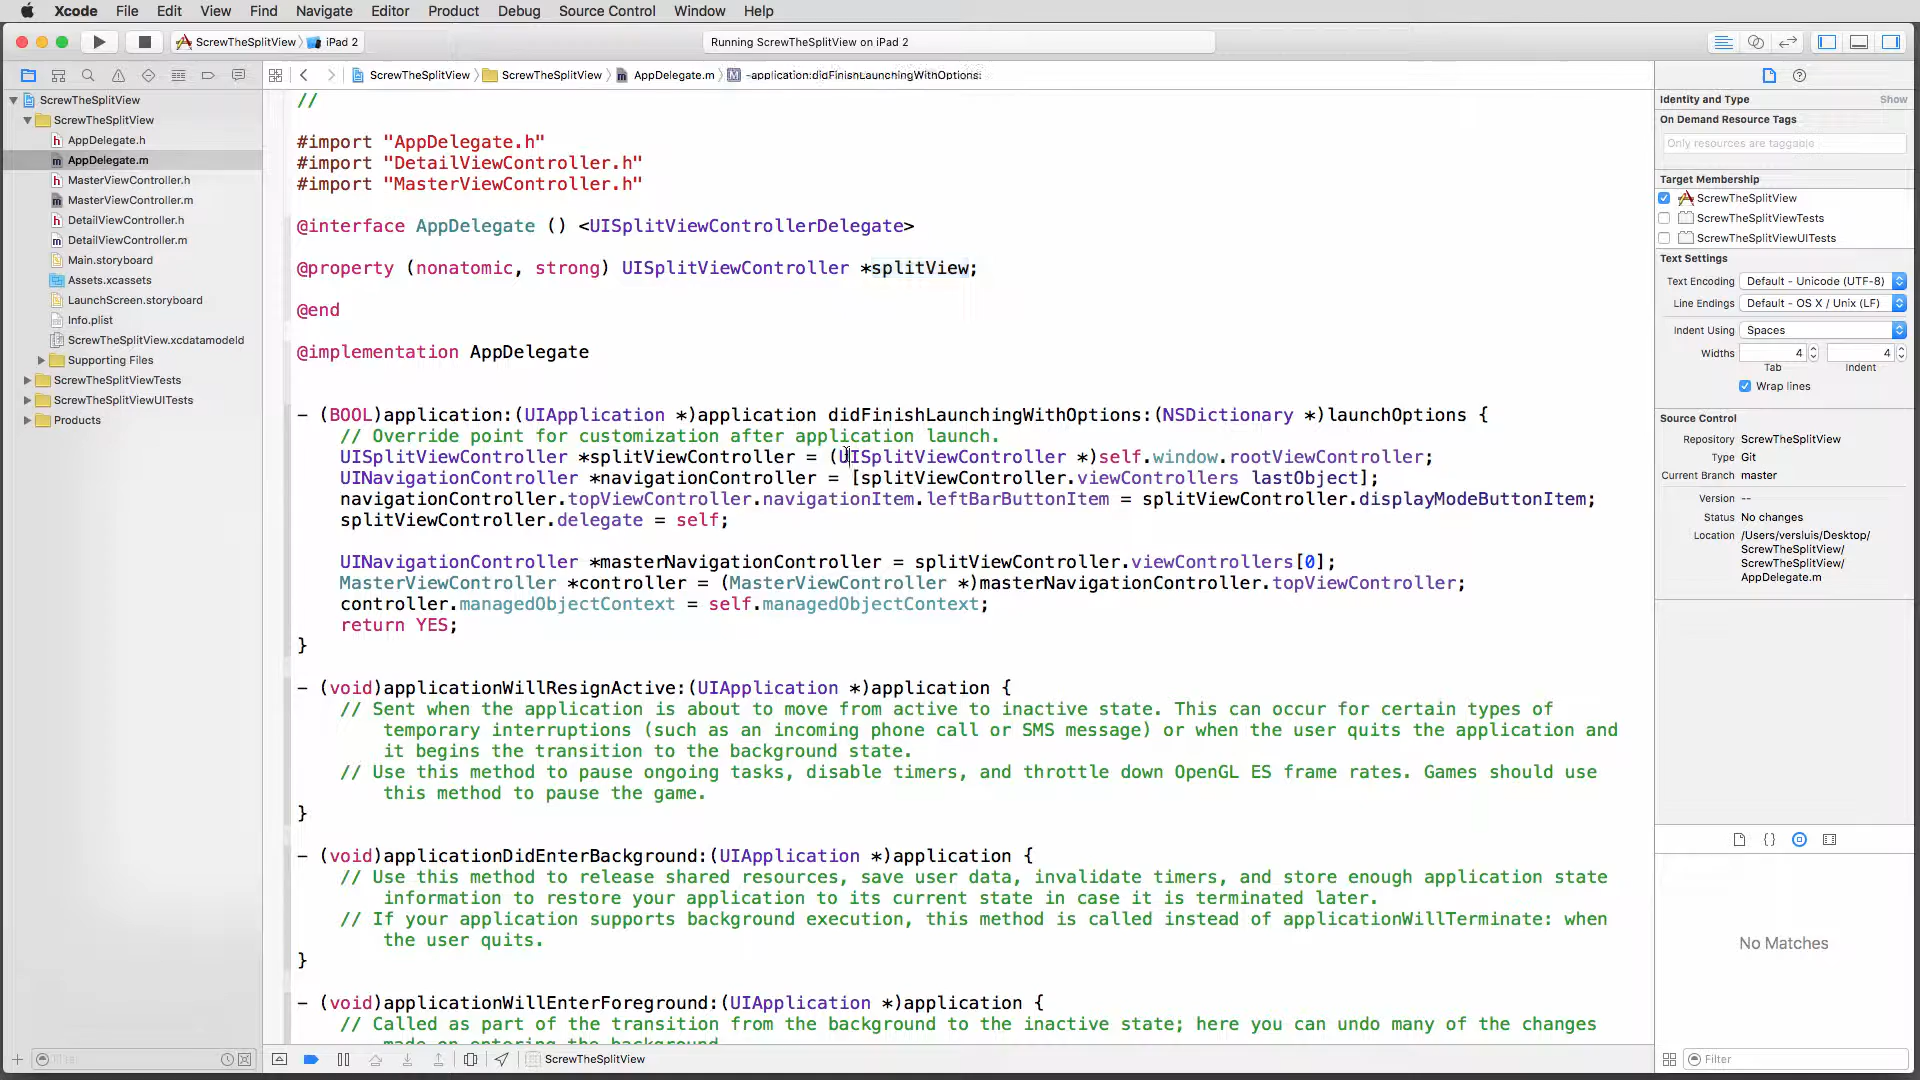 Xcode File Edit View Find Navigate Editor Product Debug Source Control Window Help
ScrewTheSplitView iPad 2
Running ScrewTheSplitView on iPad 2
ScrewTheSplitView ScrewTheSplitView AppDelegate.m -application:didFinishLaunchingWithOptions:
ScrewTheSplitView
ScrewTheSplitView
AppDelegate.h
AppDelegate.m
MasterViewController.h
MasterViewController.m
DetailViewController.h
DetailViewController.m
Main.storyboard
Assets.xcassets
LaunchScreen.storyboard
Info.plist
ScrewTheSplitView.xcdatamodeld
Supporting Files
ScrewTheSplitViewTests
ScrewTheSplitViewUITests
Products
//
#import "AppDelegate.h"
#import "DetailViewController.h"
#import "MasterViewController.h"
@interface AppDelegate () <UISplitViewControllerDelegate>
@property (nonatomic, strong) UISplitViewController *splitView;
@end
@implementation AppDelegate
- (BOOL)application:(UIApplication *)application didFinishLaunchingWithOptions:(NSDictionary *)launchOptions {
// Override point for customization after application launch.
UISplitViewController *splitViewController = (UISplitViewController *)self.window.rootViewController;
UINavigationController *navigationController = [splitViewController.viewControllers lastObject];
navigationController.topViewController.navigationItem.leftBarButtonItem = splitViewController.displayModeButtonItem;
splitViewController.delegate = self;
UINavigationController *masterNavigationController = splitViewController.viewControllers[0];
MasterViewController *controller = (MasterViewController *)masterNavigationController.topViewController;
controller.managedObjectContext = self.managedObjectContext;
return YES;
}
- (void)applicationWillResignActive:(UIApplication *)application {
// Sent when the application is about to move from active to inactive state. This can occur for certain types of
temporary interruptions (such as an incoming phone call or SMS message) or when the user quits the application and
it begins the transition to the background state.
// Use this method to pause ongoing tasks, disable timers, and throttle down OpenGL ES frame rates. Games should use
this method to pause the game.
}
- (void)applicationDidEnterBackground:(UIApplication *)application {
// Use this method to release shared resources, save user data, invalidate timers, and store enough application state
information to restore your application to its current state in case it is terminated later.
// If your application supports background execution, this method is called instead of applicationWillTerminate: when
the user quits.
}
- (void)applicationWillEnterForeground:(UIApplication *)application {
// Called as part of the transition from the background to the inactive state; here you can undo many of the changes
made on entering the background.
ScrewTheSplitView
Identity and Type Show
On Demand Resource Tags
Only resources are taggable
Target Membership
ScrewTheSplitView
ScrewTheSplitViewTests
ScrewTheSplitViewUITests
Text Settings
Text Encoding Default - Unicode (UTF-8)
Line Endings Default - OS X / Unix (LF)
Indent Using Spaces
Widths 4 4
Tab Indent
Wrap lines
Source Control
Repository ScrewTheSplitView
Type Git
Current Branch master
Version --
Status No changes
Location /Users/versluis/Desktop/
ScrewTheSplitView/
ScrewTheSplitView/
AppDelegate.m
No Matches
Filter